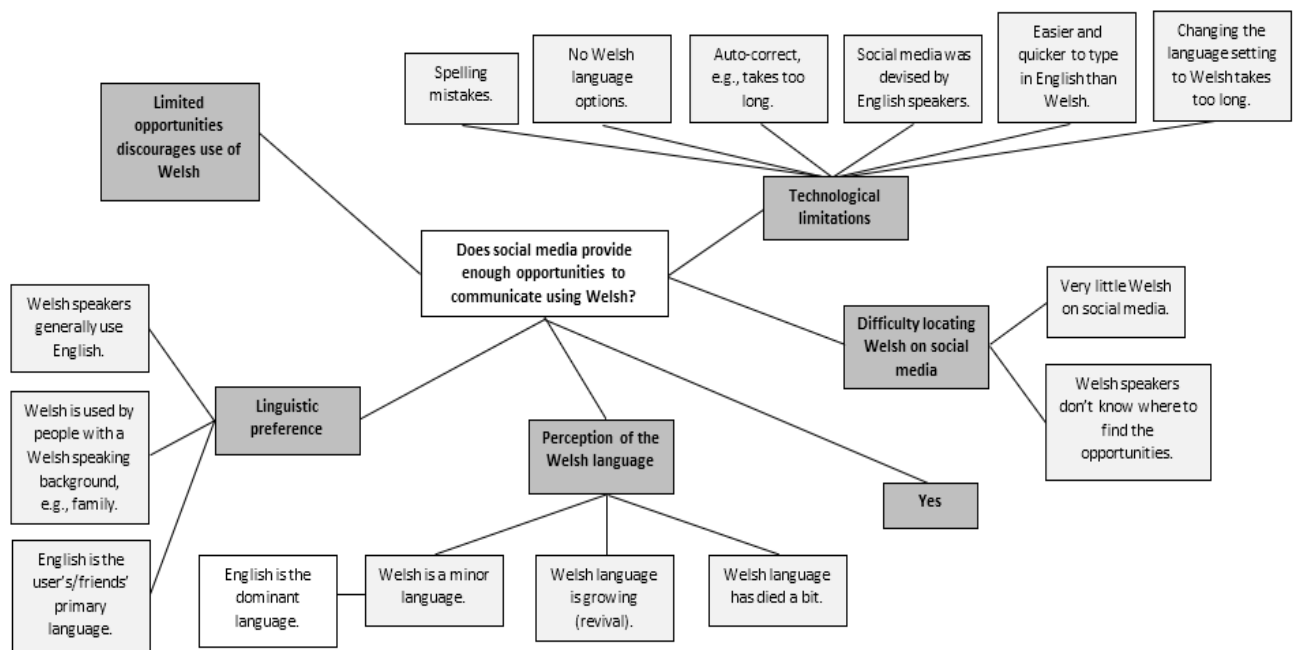 Limited
opportunities
discourages use of
Welsh
Spelling
mistakes.
No Welsh
language
options.
Auto-correct,
e.g., takes too
long.
Social media was
devised by
English speakers.
Easier and
quicker to type
in English than
Welsh.
Changing the
language setting
to Welsh takes
too long.
Technological
limitations
Does social media provide
enough opportunities to
communicate using Welsh?
Very little Welsh
on social media.
Difficulty locating
Welsh on social
media
Welsh speakers
don't know where to
find the
opportunities.
Welsh speakers
generally use
English.
Welsh is used by
people with a
Welsh speaking
background,
e.g., family.
English is the
user's/friends'
primary
language.
Linguistic
preference
Perception of the
Welsh language
Yes
English is the
dominant
language.
Welsh is a minor
language.
Welsh language
is growing
(revival).
Welsh language
has died a bit.